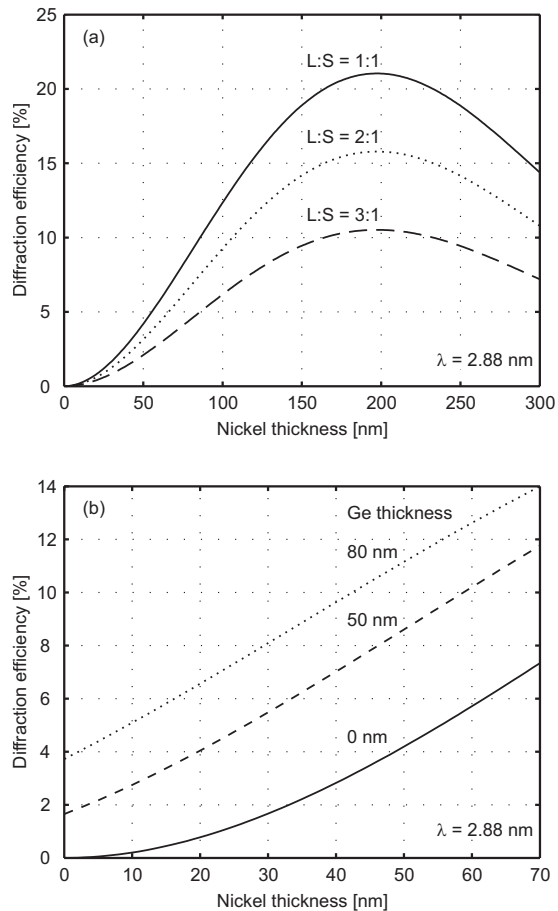 (a)
25
20
15
10
5
0
Diffraction efficiency [%]
L:S = 1:1
L:S = 2:1
L:S = 3:1
λ = 2.88 nm
0 50 100 150 200 250 300
Nickel thickness [nm]
(b)
14
12
10
8
6
4
2
0
Diffraction efficiency [%]
Ge thickness
80 nm
50 nm
0 nm
λ = 2.88 nm
0 10 20 30 40 50 60 70
Nickel thickness [nm]